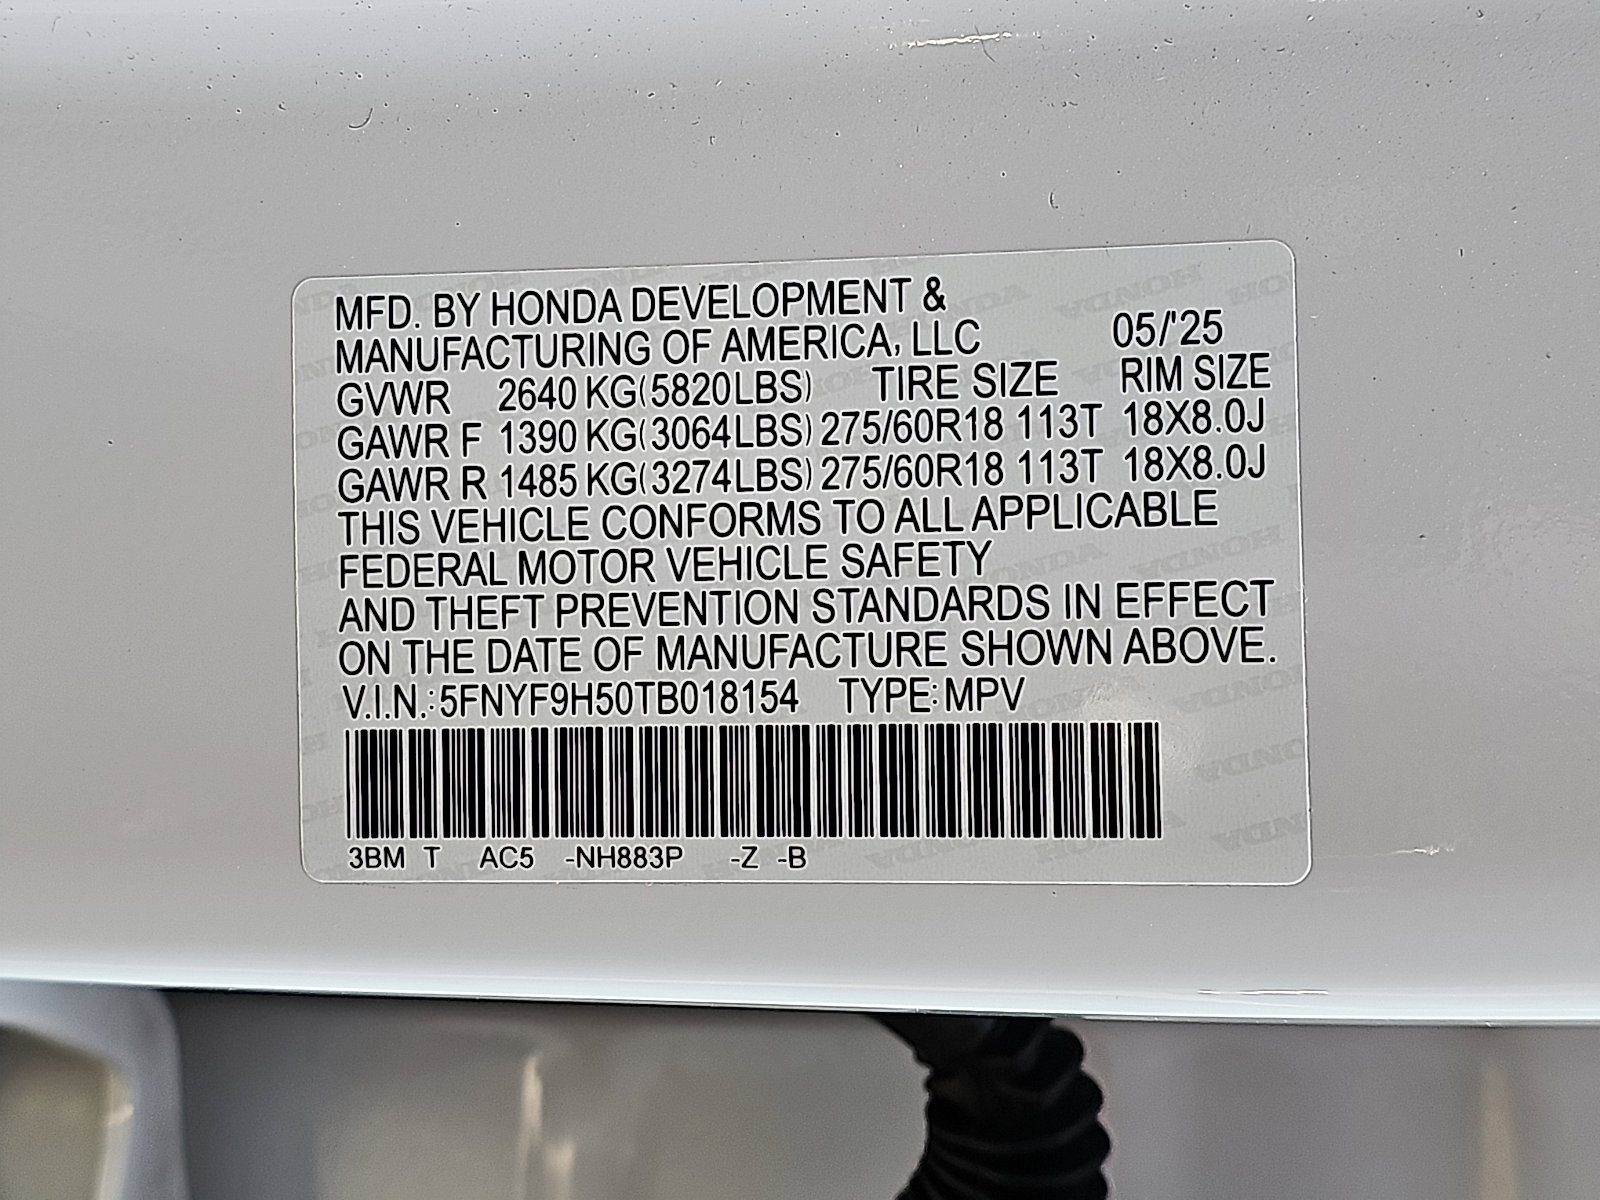 MFD. BY HONDA DEVELOPMENT &
MANUFACTURING OF AMERICA, LLC 05/'25
GVWR 2640 KG(5820LBS) TIRE SIZE RIM SIZE
GAWR F 1390 KG(3064LBS) 275/60R18 113T 18X8.0J
GAWR R 1485 KG(3274LBS) 275/60R18 113T 18X8.0J
THIS VEHICLE CONFORMS TO ALL APPLICABLE
FEDERAL MOTOR VEHICLE SAFETY
AND THEFT PREVENTION STANDARDS IN EFFECT
ON THE DATE OF MANUFACTURE SHOWN ABOVE.
V.I.N.:5FNYF9H50TB018154 TYPE:MPV
3BM T AC5 -NH883P -Z -B